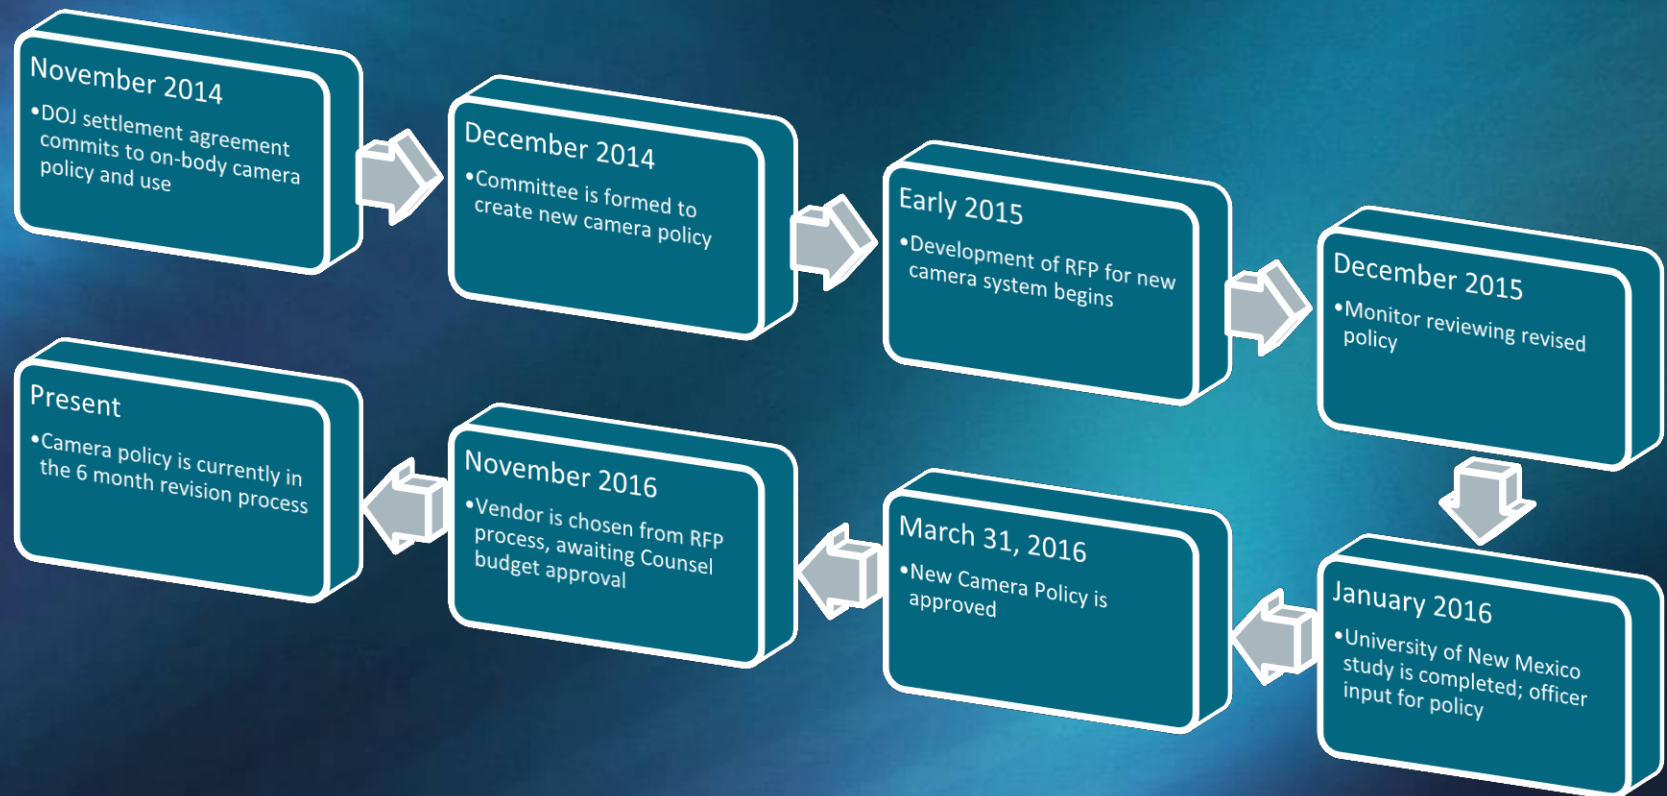 November 2014
•DOJ settlement agreement
commits to on-body camera
policy and use
December 2014
•Committee is formed to
create new camera policy
Early 2015
•Development of RFP for new
camera system begins
December 2015
•Monitor reviewing revised
policy
January 2016
•University of New Mexico
study is completed; officer
input for policy
March 31, 2016
•New Camera Policy is
approved
November 2016
•Vendor is chosen from RFP
process, awaiting Counsel
budget approval
Present
•Camera policy is currently in
the 6 month revision process